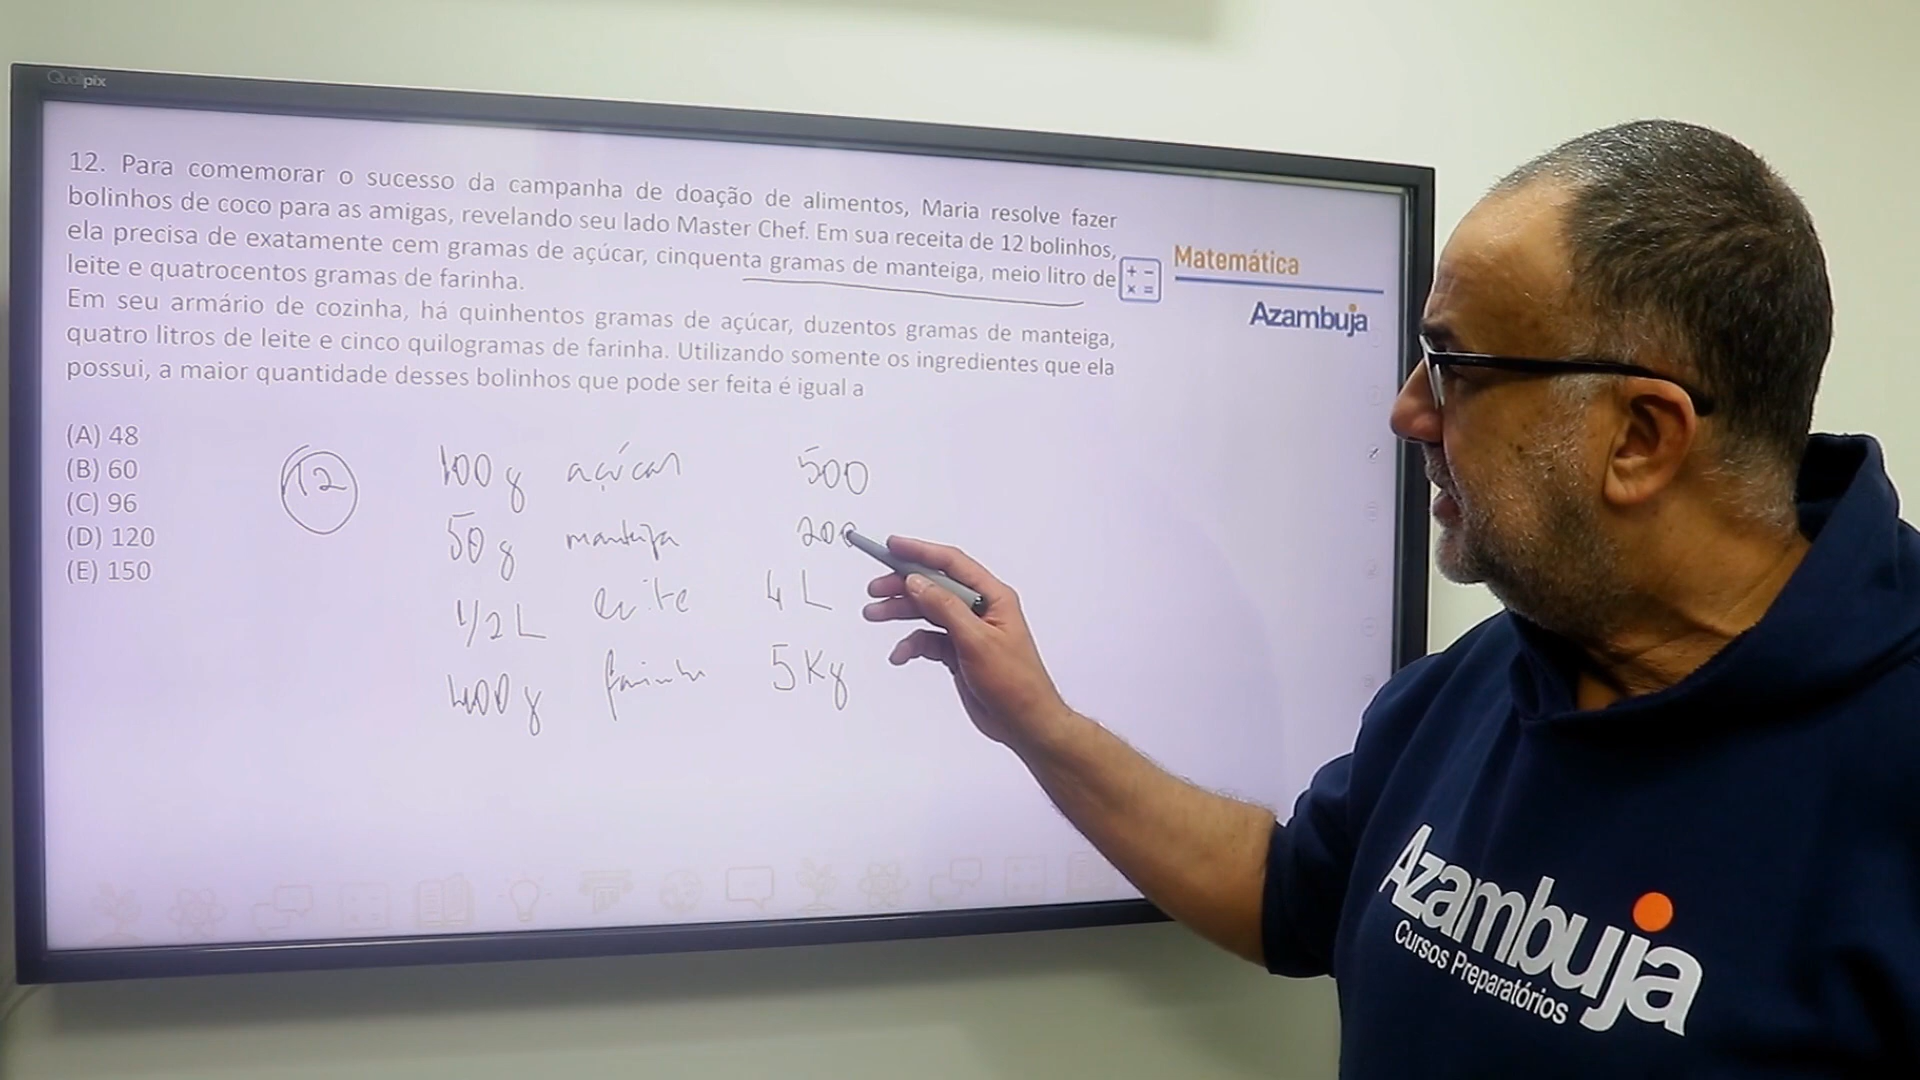 Qualipix
12. Para comemorar o sucesso da campanha de doação de alimentos, Maria resolve fazer
bolinhos de coco para as amigas, revelando seu lado Master Chef. Em sua receita de 12 bolinhos,
ela precisa de exatamente cem gramas de açúcar, cinquenta gramas de manteiga, meio litro de
leite e quatrocentos gramas de farinha.
Em seu armário de cozinha, há quinhentos gramas de açúcar, duzentos gramas de manteiga,
quatro litros de leite e cinco quilogramas de farinha. Utilizando somente os ingredientes que ela
possui, a maior quantidade desses bolinhos que pode ser feita é igual a
(A) 48
(B) 60
(C) 96
(D) 120
(E) 150
12
100 g açúcar 500
50 g manteiga 200
1/2 L leite 4 L
400 g farinha 5 Kg
+ -
× =
Matemática
Azambuja
Azambuja
Cursos Preparatórios